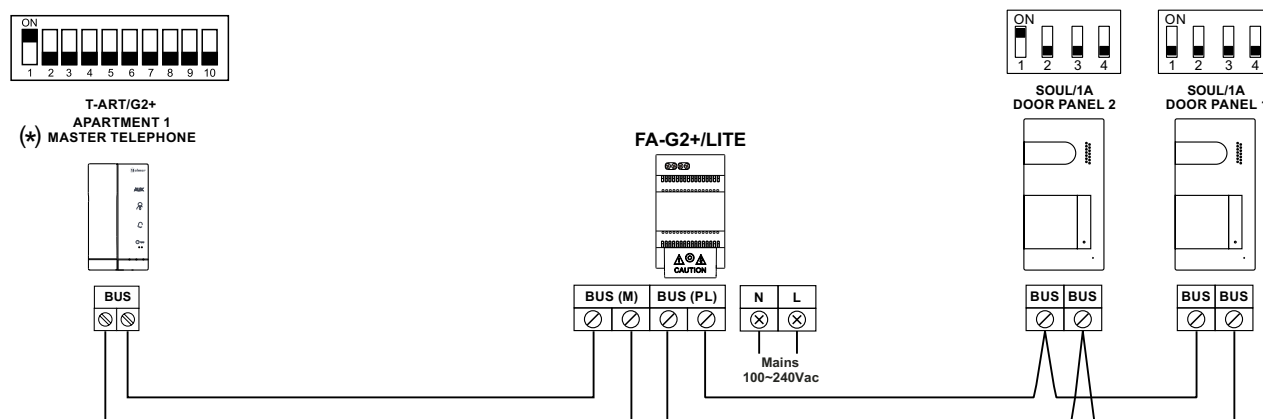 ON
1 2 3 4 5 6 7 8 9 10
T-ART/G2+
APARTMENT 1
(*) MASTER TELEPHONE
AUX
BUS
FA-G2+/LITE
CAUTION
BUS (M) BUS (PL) N L
Mains
100~240Vac
ON
1 2 3 4
SOUL/1A
DOOR PANEL 2
BUS BUS
ON
1 2 3 4
SOUL/1A
DOOR PANEL 1
BUS BUS